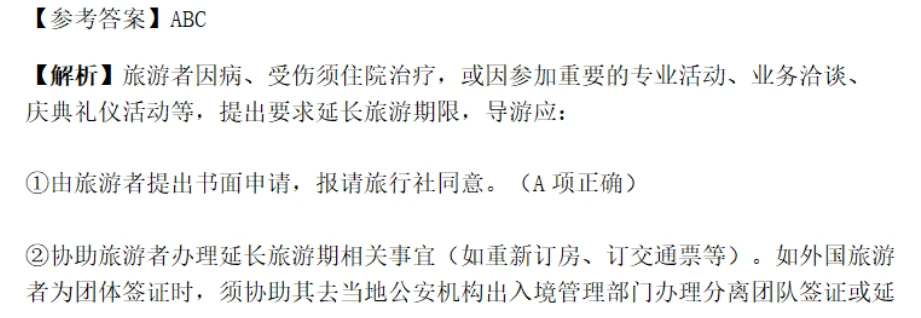 【参考答案】ABC
【解析】旅游者因病、受伤须住院治疗，或因参加重要的专业活动、业务洽谈、
庆典礼仪活动等，提出要求延长旅游期限，导游应：
①由旅游者提出书面申请，报请旅行社同意。（A 项正确）
②协助旅游者办理延长旅游期相关事宜（如重新订房、订交通票等）。如外国旅游
者为团体签证时，须协助其去当地公安机构出入境管理部门办理分离团队签证或延